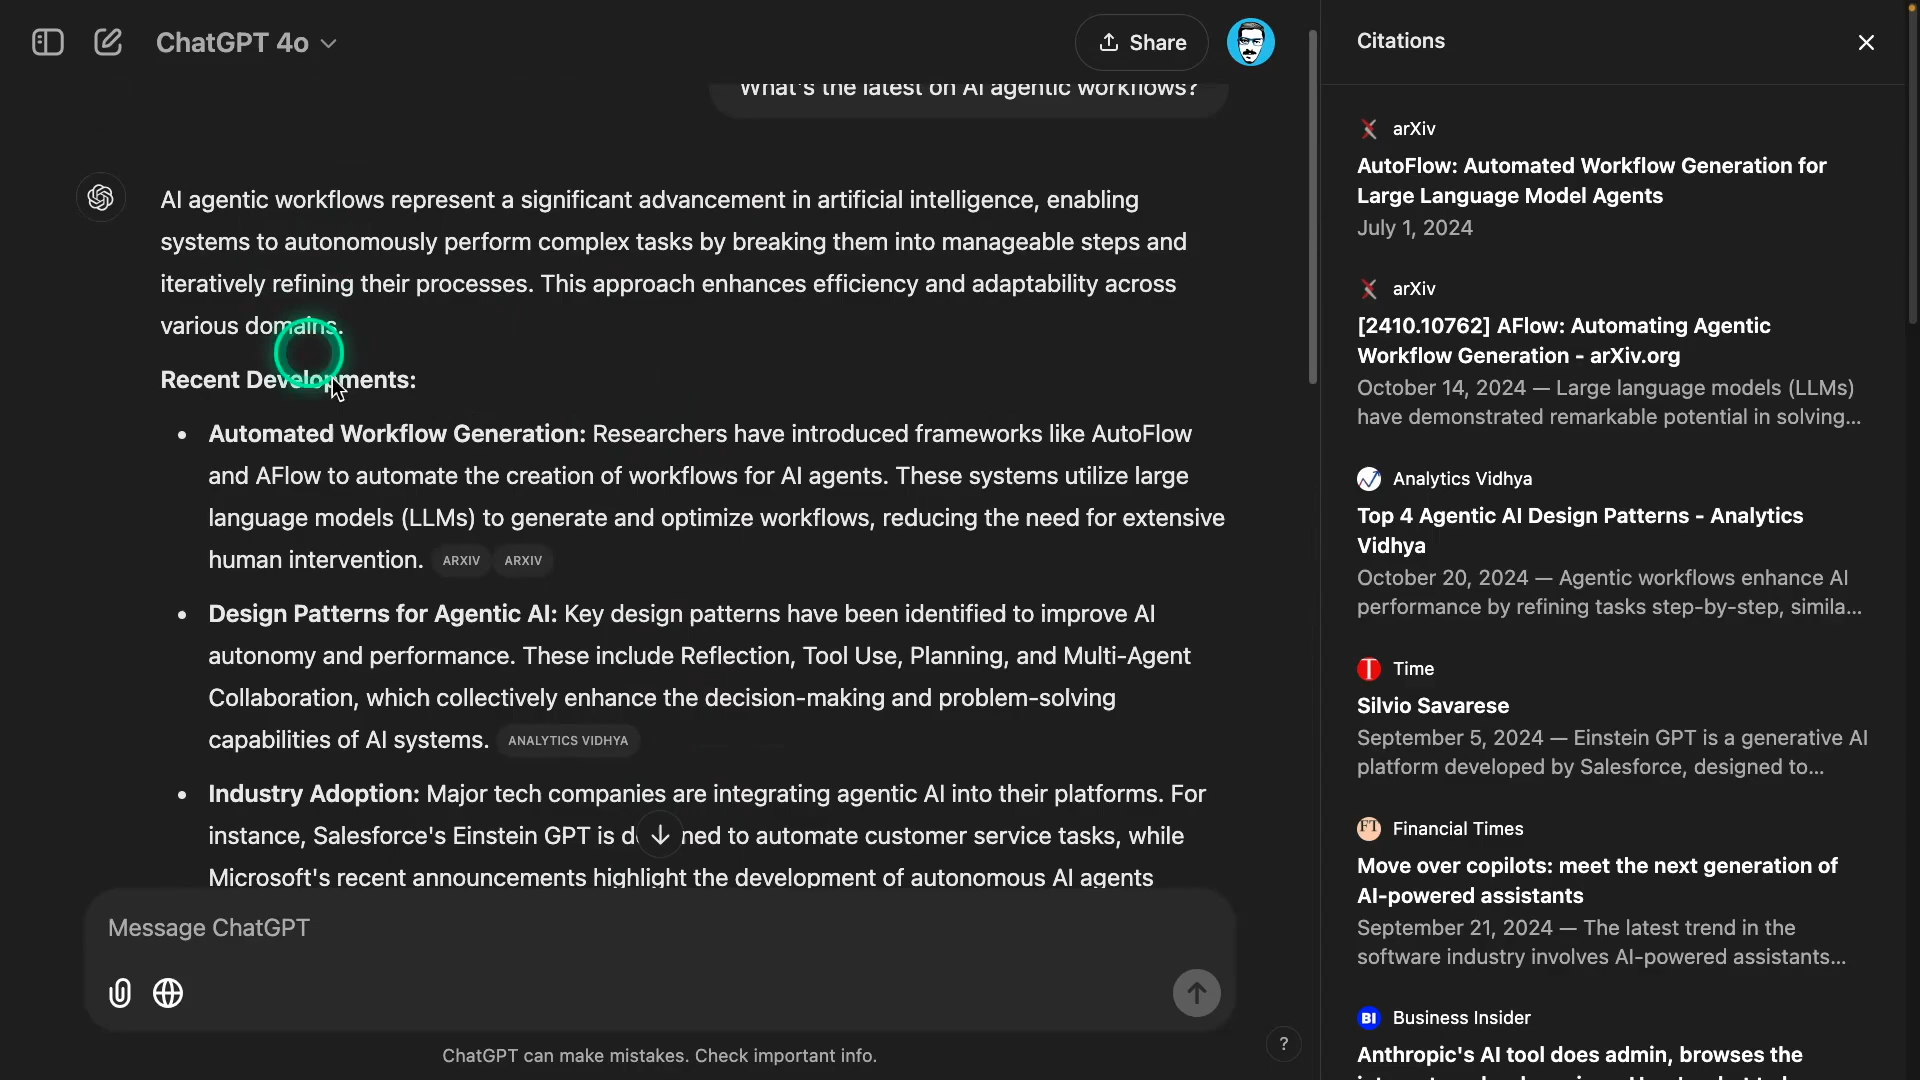 ChatGPT 4o
Share
What's the latest on AI agentic workflows?
AI agentic workflows represent a significant advancement in artificial intelligence, enabling
systems to autonomously perform complex tasks by breaking them into manageable steps and
iteratively refining their processes. This approach enhances efficiency and adaptability across
various domains.
Recent Developments:
• Automated Workflow Generation: Researchers have introduced frameworks like AutoFlow
and AFlow to automate the creation of workflows for AI agents. These systems utilize large
language models (LLMs) to generate and optimize workflows, reducing the need for extensive
human intervention. ARXIV ARXIV
• Design Patterns for Agentic AI: Key design patterns have been identified to improve AI
autonomy and performance. These include Reflection, Tool Use, Planning, and Multi-Agent
Collaboration, which collectively enhance the decision-making and problem-solving
capabilities of AI systems. ANALYTICS VIDHYA
• Industry Adoption: Major tech companies are integrating agentic AI into their platforms. For
instance, Salesforce's Einstein GPT is d ned to automate customer service tasks, while
Microsoft's recent announcements highlight the development of autonomous AI agents
Message ChatGPT
ChatGPT can make mistakes. Check important info.
?
Citations
arXiv
AutoFlow: Automated Workflow Generation for
Large Language Model Agents
July 1, 2024
arXiv
[2410.10762] AFlow: Automating Agentic
Workflow Generation - arXiv.org
October 14, 2024 — Large language models (LLMs)
have demonstrated remarkable potential in solving...
Analytics Vidhya
Top 4 Agentic AI Design Patterns - Analytics
Vidhya
October 20, 2024 — Agentic workflows enhance AI
performance by refining tasks step-by-step, simila...
Time
Silvio Savarese
September 5, 2024 — Einstein GPT is a generative AI
platform developed by Salesforce, designed to...
FT Financial Times
Move over copilots: meet the next generation of
AI-powered assistants
September 21, 2024 — The latest trend in the
software industry involves AI-powered assistants...
BI Business Insider
Anthropic's AI tool does admin, browses the